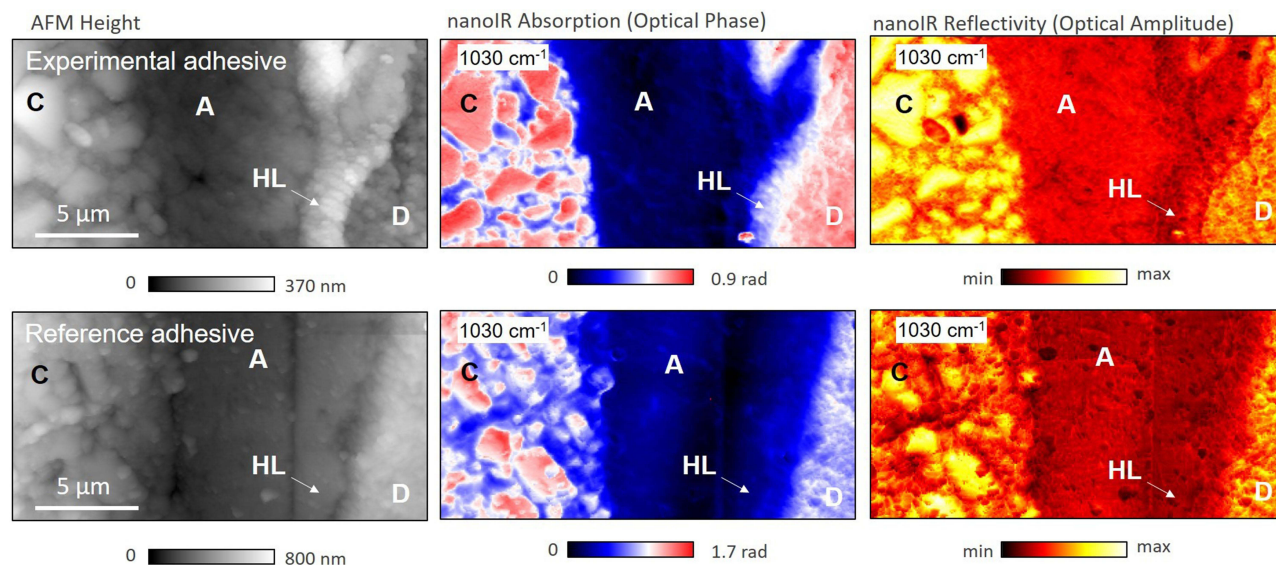 AFM Height
nanoIR Absorption (Optical Phase)
nanoIR Reflectivity (Optical Amplitude)
Experimental adhesive
C
A
HL
D
5 µm
1030 cm⁻¹
C
A
HL
D
1030 cm⁻¹
C
A
HL
D
0 370 nm
0 0.9 rad
min max
Reference adhesive
C
A
HL
D
5 µm
1030 cm⁻¹
A
HL
D
1030 cm⁻¹
C
A
HL
D
0 800 nm
0 1.7 rad
min max